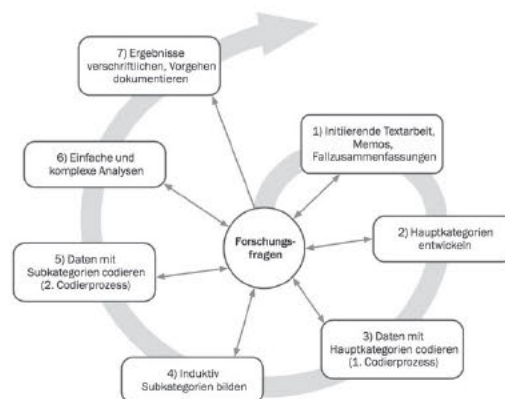 1) Initiierende Textarbeit,
Memos,
Fallzusammenfassungen
2) Hauptkategorien
entwickeln
3) Daten mit
Hauptkategorien codieren
(1. Codierprozess)
4) Induktiv
Subkategorien bilden
5) Daten mit
Subkategorien codieren
(2. Codierprozess)
6) Einfache und
komplexe Analysen
7) Ergebnisse
verschriftlichen, Vorgehen
dokumentieren
Forschungs-
fragen